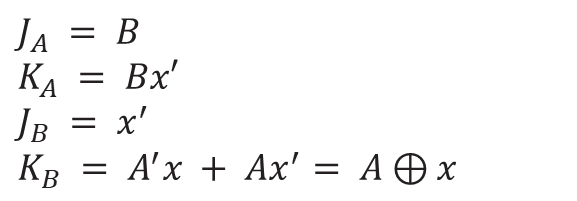 J_A = B
K_A = Bx′
J_B = x′
K_B = A′x + Ax′ = A ⊕ x